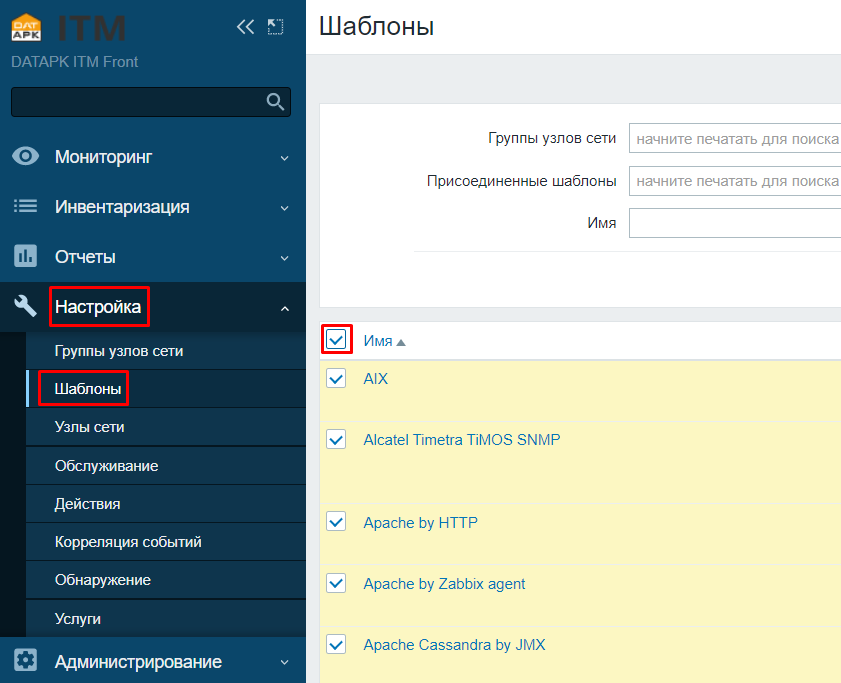 DAT
APK
ITM
DATAPK ITM Front
Мониторинг
Инвентаризация
Отчеты
Настройка
Группы узлов сети
Шаблоны
Узлы сети
Обслуживание
Действия
Корреляция событий
Обнаружение
Услуги
Администрирование
Шаблоны
Группы узлов сети
начните печатать для поиска
Присоединенные шаблоны
начните печатать для поиска
Имя
Имя
AIX
Alcatel Timetra TiMOS SNMP
Apache by HTTP
Apache by Zabbix agent
Apache Cassandra by JMX